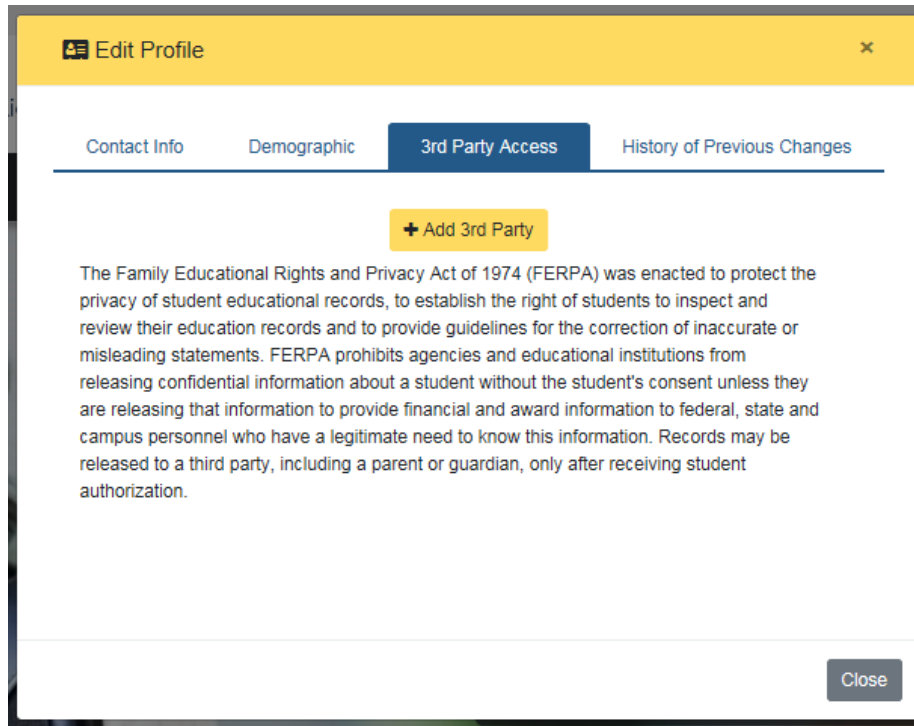 Edit Profile
×
Contact Info
Demographic
3rd Party Access
History of Previous Changes
+ Add 3rd Party
The Family Educational Rights and Privacy Act of 1974 (FERPA) was enacted to protect the
privacy of student educational records, to establish the right of students to inspect and
review their education records and to provide guidelines for the correction of inaccurate or
misleading statements. FERPA prohibits agencies and educational institutions from
releasing confidential information about a student without the student's consent unless they
are releasing that information to provide financial and award information to federal, state and
campus personnel who have a legitimate need to know this information. Records may be
released to a third party, including a parent or guardian, only after receiving student
authorization.
Close